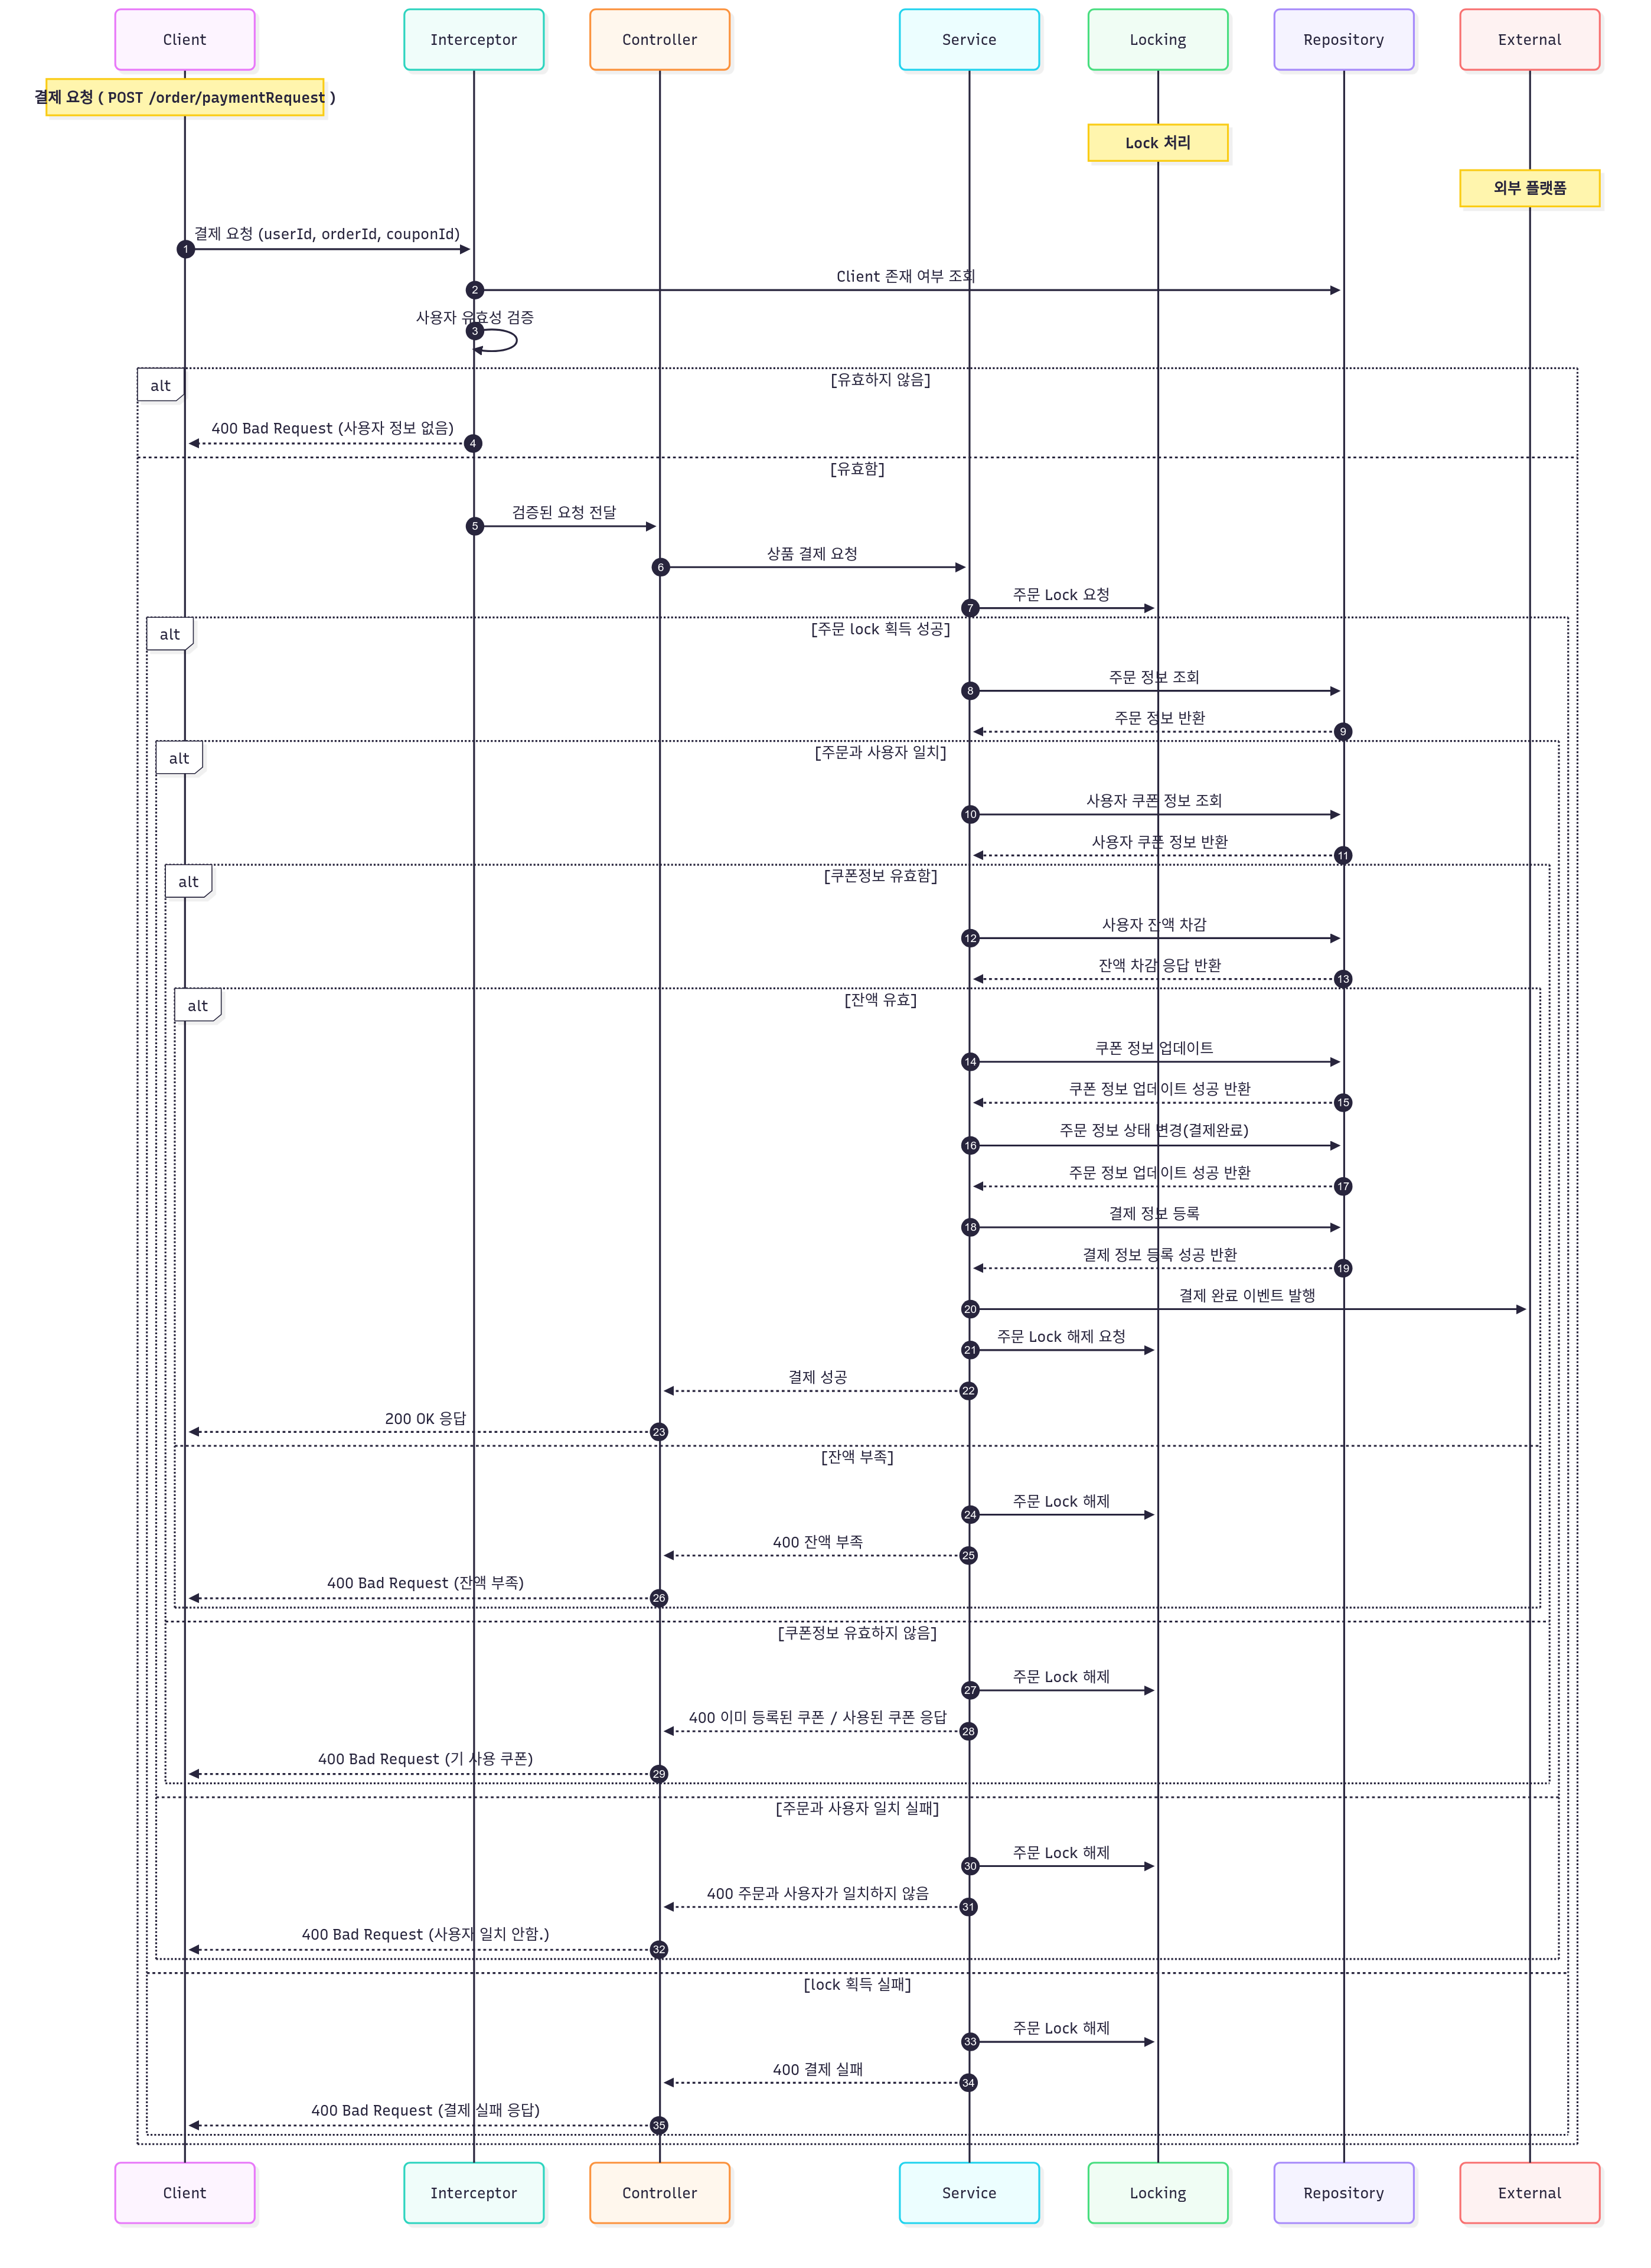 Client
Interceptor
Controller
Service
Locking
Repository
External
결제 요청 ( POST /order/paymentRequest )
Lock 처리
외부 플랫폼
결제 요청 (userId, orderId, couponId)
1
Client 존재 여부 조회
2
사용자 유효성 검증
3
alt
[유효하지 않음]
400 Bad Request (사용자 정보 없음)
4
[유효함]
검증된 요청 전달
5
상품 결제 요청
6
주문 Lock 요청
7
alt
[주문 lock 획득 성공]
주문 정보 조회
8
주문 정보 반환
9
alt
[주문과 사용자 일치]
사용자 쿠폰 정보 조회
10
사용자 쿠폰 정보 반환
11
alt
[쿠폰정보 유효함]
사용자 잔액 차감
12
잔액 차감 응답 반환
13
alt
[잔액 유효]
쿠폰 정보 업데이트
14
쿠폰 정보 업데이트 성공 반환
15
주문 정보 상태 변경(결제완료)
16
주문 정보 업데이트 성공 반환
17
결제 정보 등록
18
결제 정보 등록 성공 반환
19
결제 완료 이벤트 발행
20
주문 Lock 해제 요청
21
결제 성공
22
200 OK 응답
23
[잔액 부족]
주문 Lock 해제
24
400 잔액 부족
25
400 Bad Request (잔액 부족)
26
[쿠폰정보 유효하지 않음]
주문 Lock 해제
27
400 이미 등록된 쿠폰 / 사용된 쿠폰 응답
28
400 Bad Request (기 사용 쿠폰)
29
[주문과 사용자 일치 실패]
주문 Lock 해제
30
400 주문과 사용자가 일치하지 않음
31
400 Bad Request (사용자 일치 안함.)
32
[lock 획득 실패]
주문 Lock 해제
33
400 결제 실패
34
400 Bad Request (결제 실패 응답)
35
Client
Interceptor
Controller
Service
Locking
Repository
External